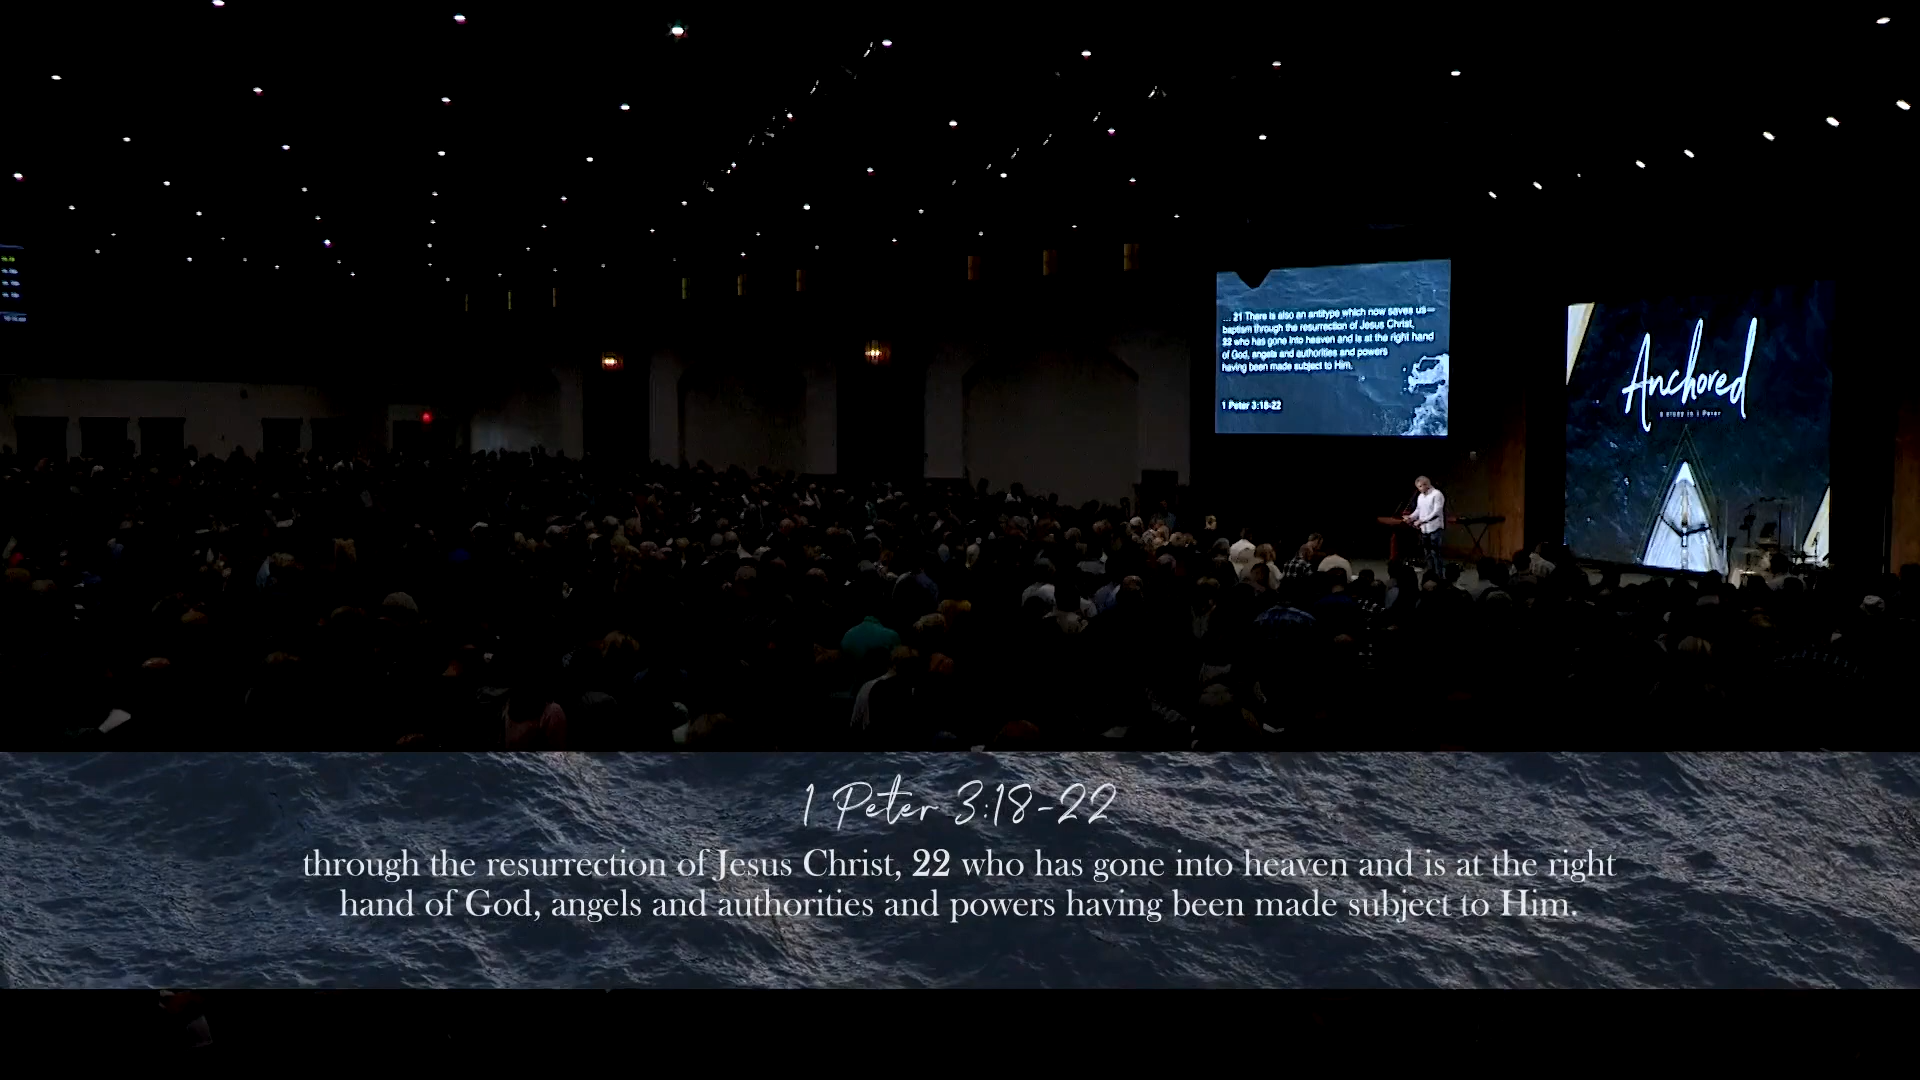 ... 21 There is also an antitype which now saves us—
baptism through the resurrection of Jesus Christ,
22 who has gone into heaven and is at the right hand
of God, angels and authorities and powers
having been made subject to Him.
1 Peter 3:18-22
Anchored
a study in 1 Peter
1 Peter 3:18-22
through the resurrection of Jesus Christ, 22 who has gone into heaven and is at the right
hand of God, angels and authorities and powers having been made subject to Him.